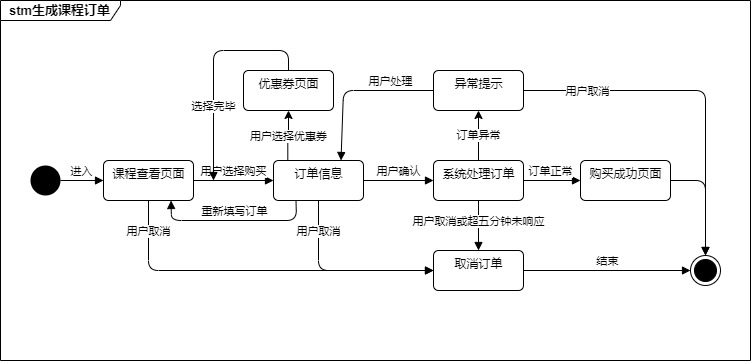 stm生成课程订单
优惠券页面
异常提示
用户处理
用户取消
选择完毕
用户选择优惠券
订单异常
进入
课程查看页面
用户选择购买
订单信息
用户确认
系统处理订单
订单正常
购买成功页面
重新填写订单
用户取消
用户取消
用户取消或超五分钟未响应
取消订单
结束